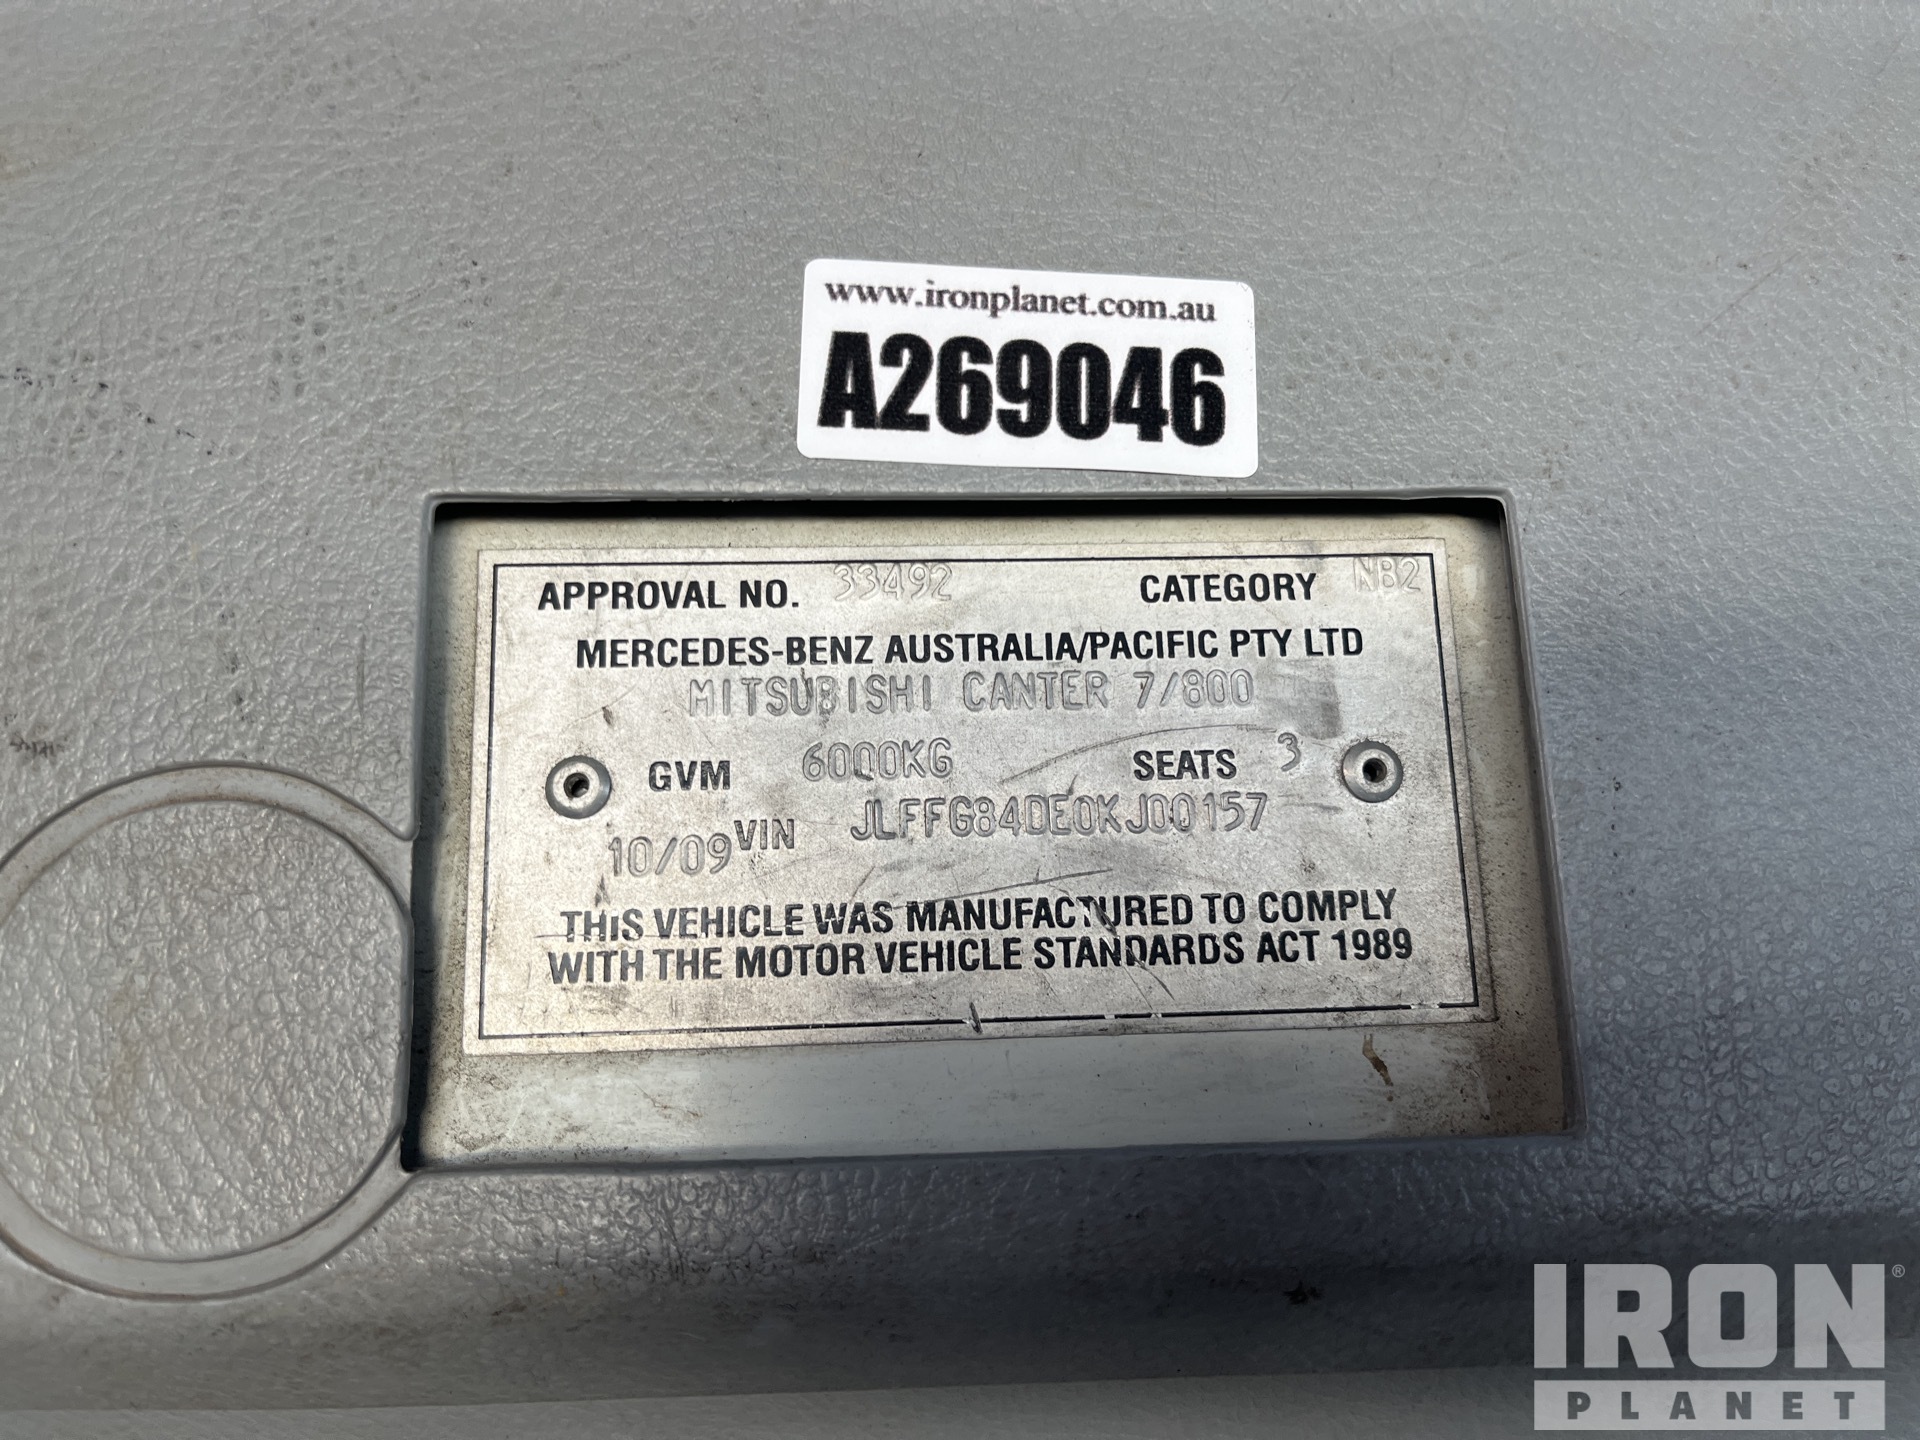 www.ironplanet.com.au
A269046
APPROVAL NO. 33492 CATEGORY NB2
MERCEDES-BENZ AUSTRALIA/PACIFIC PTY LTD
MITSUBISHI CANTER 7/800
GVM 6000KG SEATS 3
10/09 VIN JLFFG84DE0KJ00157
THIS VEHICLE WAS MANUFACTURED TO COMPLY
WITH THE MOTOR VEHICLE STANDARDS ACT 1989
IRON®
PLANET